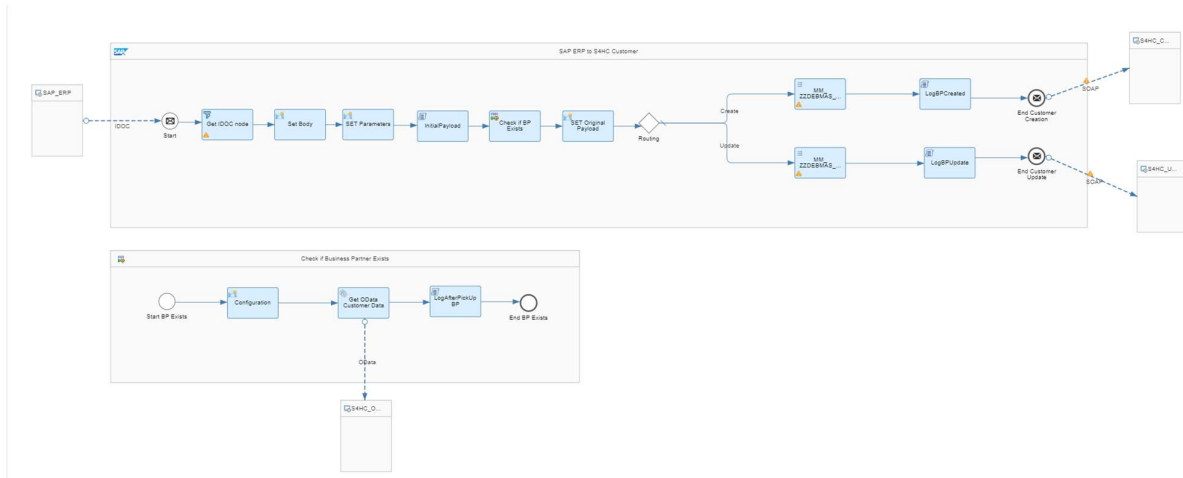 SAP
SAP ERP to S4HC Customer
S4HC_C...
SAP_ERP
IDOC
Start
Get IDOC node
Set Body
SET Parameters
InitialPayload
Check if BP
Exists
SET Original
Payload
Routing
Create
Update
MM_
ZZDEBMAS_...
LogBPCreated
End Customer
Creation
SOAP
MM_
ZZDEBMAS_...
LogBPUpdate
End Customer
Update
SOAP
S4HC_U...
Check if Business Partner Exists
Start BP Exists
Configuration
Get OData
Customer Data
LogAfterPickUp
BP
End BP Exists
OData
S4HC_O...